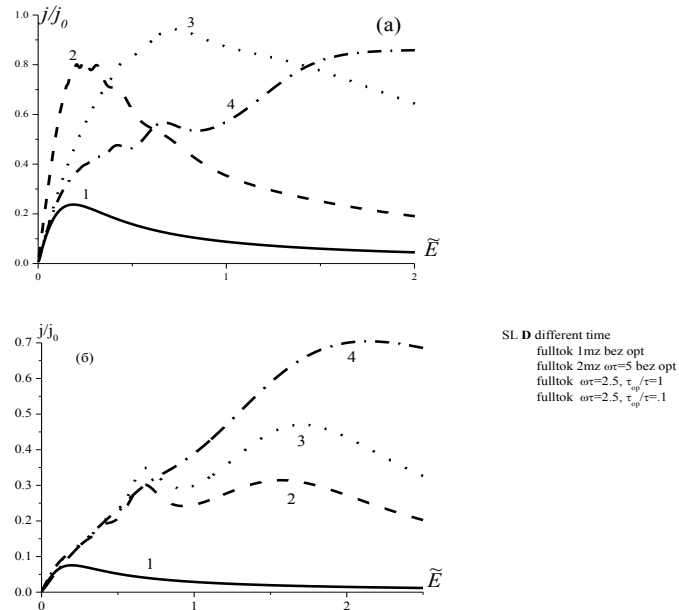 j/j₀
(a)
1.0
3
2
0.8
0.6
4
0.4
1
0.2
Ẽ
0.0
0
1
2
j/j₀
0.7
(б)
4
SL D different time
fulltok 1mz bez opt
fulltok 2mz ωτ=5 bez opt
fulltok ωτ=2.5, τop/τ=1
fulltok ωτ=2.5, τop/τ=.1
0.6
0.5
3
0.4
0.3
2
0.2
1
0.1
Ẽ
0.0
0
1
2